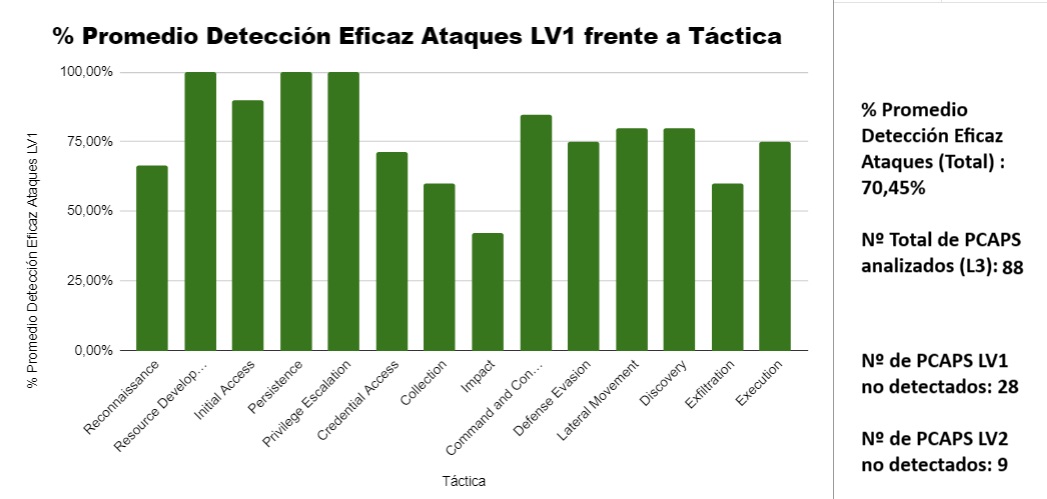 % Promedio Detección Eficaz Ataques LV1 frente a Táctica
% Promedio Detección Eficaz Ataques LV1
100,00%
75,00%
50,00%
25,00%
0,00%
Reconnaissance
Resource Develop…
Initial Access
Persistence
Privilege Escalation
Credential Access
Collection
Impact
Command and Con…
Defense Evasion
Lateral Movement
Discovery
Exfiltration
Execution
Táctica
% Promedio
Detección Eficaz
Ataques (Total) :
70,45%
Nº Total de PCAPS
analizados (L3): 88
Nº de PCAPS LV1
no detectados: 28
Nº de PCAPS LV2
no detectados: 9